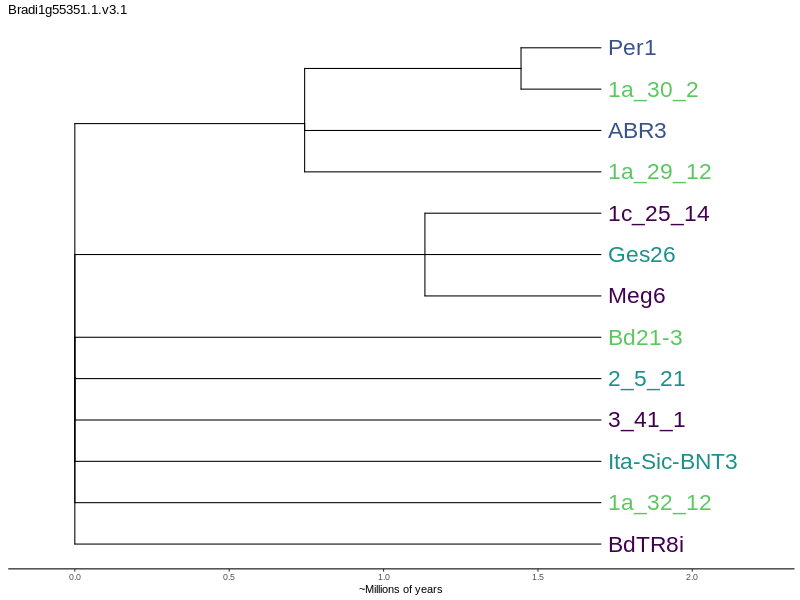 Bradi1g55351.1.v3.1
Per1
1a_30_2
ABR3
1a_29_12
1c_25_14
Ges26
Meg6
Bd21-3
2_5_21
3_41_1
Ita-Sic-BNT3
1a_32_12
BdTR8i
0.0 0.5 1.0 1.5 2.0
~Millions of years